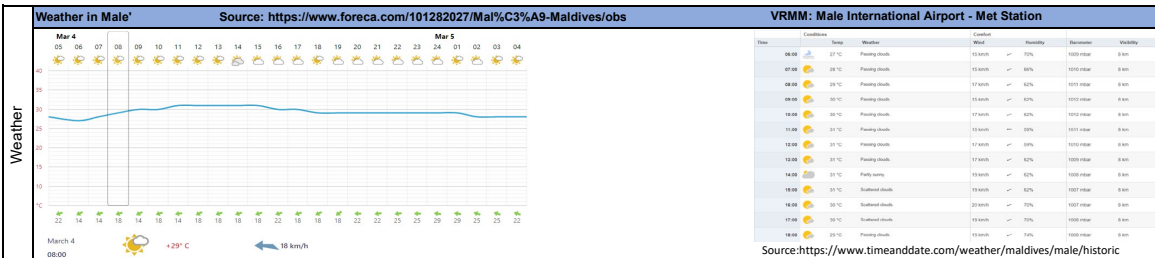 Weather in Male' Source: https://www.foreca.com/101282027/Mal%C3%A9-Maldives/obs VRMM: Male International Airport - Met Station
Weather
Mar 4 Mar 5
05 06 07 08 09 10 11 12 13 14 15 16 17 18 19 20 21 22 23 24 01 02 03 04
40
35
30
25
20
15
10
°C
22 14 14 18 14 18 14 18 18 18 18 18 18 18 22 22 22 22 22 22 25 25 25 22
March 4
08:00
+29° C 18 km/h
Conditions Comfort
Time Temp Weather Wind Humidity Barometer Visibility
06:00 27 °C Passing clouds. 15 km/h 70% 1009 mbar 8 km
07:00 28 °C Passing clouds. 15 km/h 66% 1010 mbar 8 km
08:00 29 °C Passing clouds. 17 km/h 62% 1011 mbar 8 km
09:00 30 °C Passing clouds. 15 km/h 62% 1012 mbar 8 km
10:00 30 °C Passing clouds. 17 km/h 62% 1012 mbar 8 km
11:00 31 °C Passing clouds. 15 km/h 59% 1011 mbar 8 km
12:00 31 °C Passing clouds. 17 km/h 59% 1010 mbar 8 km
13:00 31 °C Passing clouds. 17 km/h 62% 1009 mbar 8 km
14:00 31 °C Partly sunny. 19 km/h 62% 1008 mbar 8 km
15:00 31 °C Scattered clouds. 19 km/h 62% 1007 mbar 8 km
16:00 30 °C Scattered clouds. 20 km/h 70% 1007 mbar 8 km
17:00 30 °C Scattered clouds. 19 km/h 70% 1008 mbar 8 km
18:00 29 °C Passing clouds. 19 km/h 74% 1008 mbar 8 km
Source:https://www.timeanddate.com/weather/maldives/male/historic